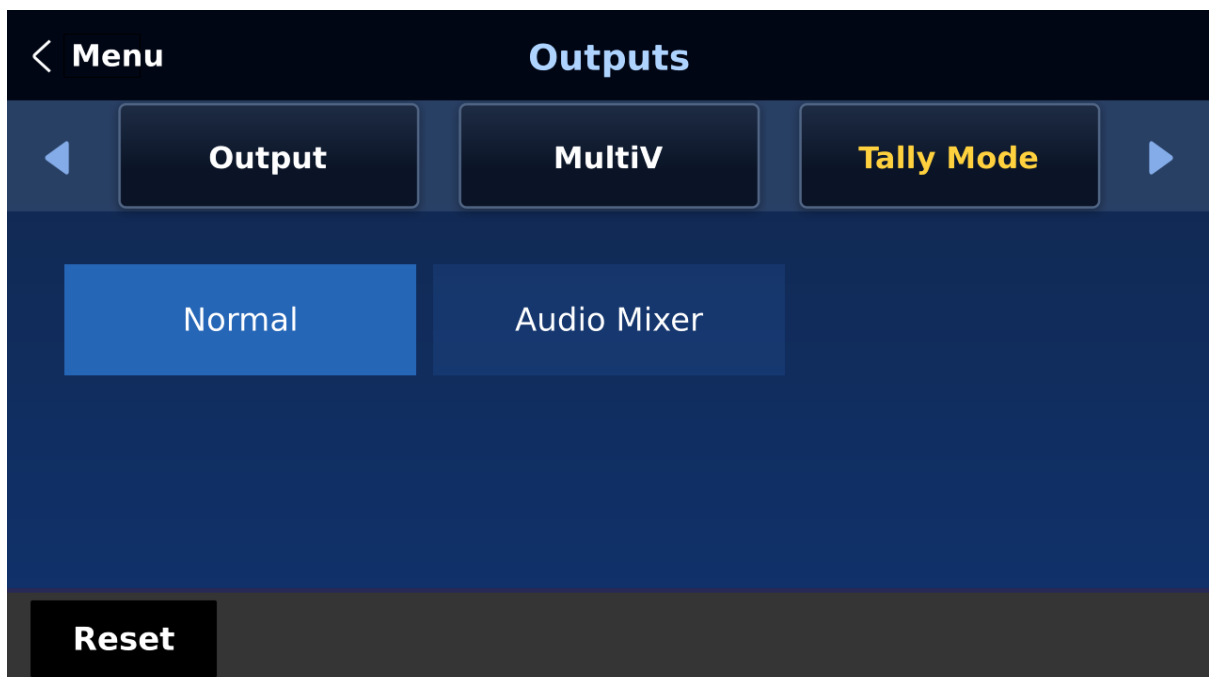 Menu
Outputs
Output
MultiV
Tally Mode
Normal
Audio Mixer
Reset